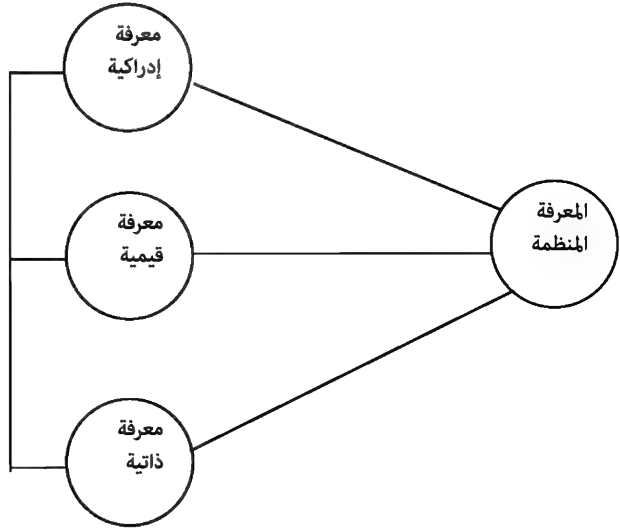 معرفة
إدراكية
المعرفة
المنظمة
معرفة
قيمية
معرفة
ذاتية